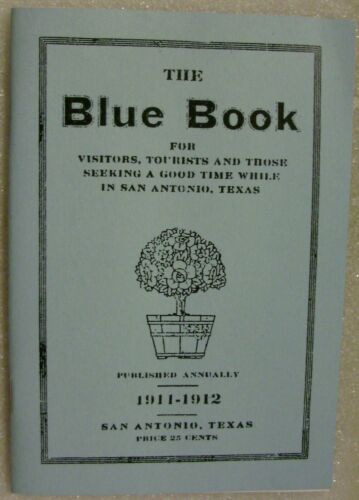 THE
Blue Book
FOR
VISITORS, TOURISTS AND THOSE
SEEKING A GOOD TIME WHILE
IN SAN ANTONIO, TEXAS
PUBLISHED ANNUALLY
1911-1912
SAN ANTONIO, TEXAS
PRICE 25 CENTS